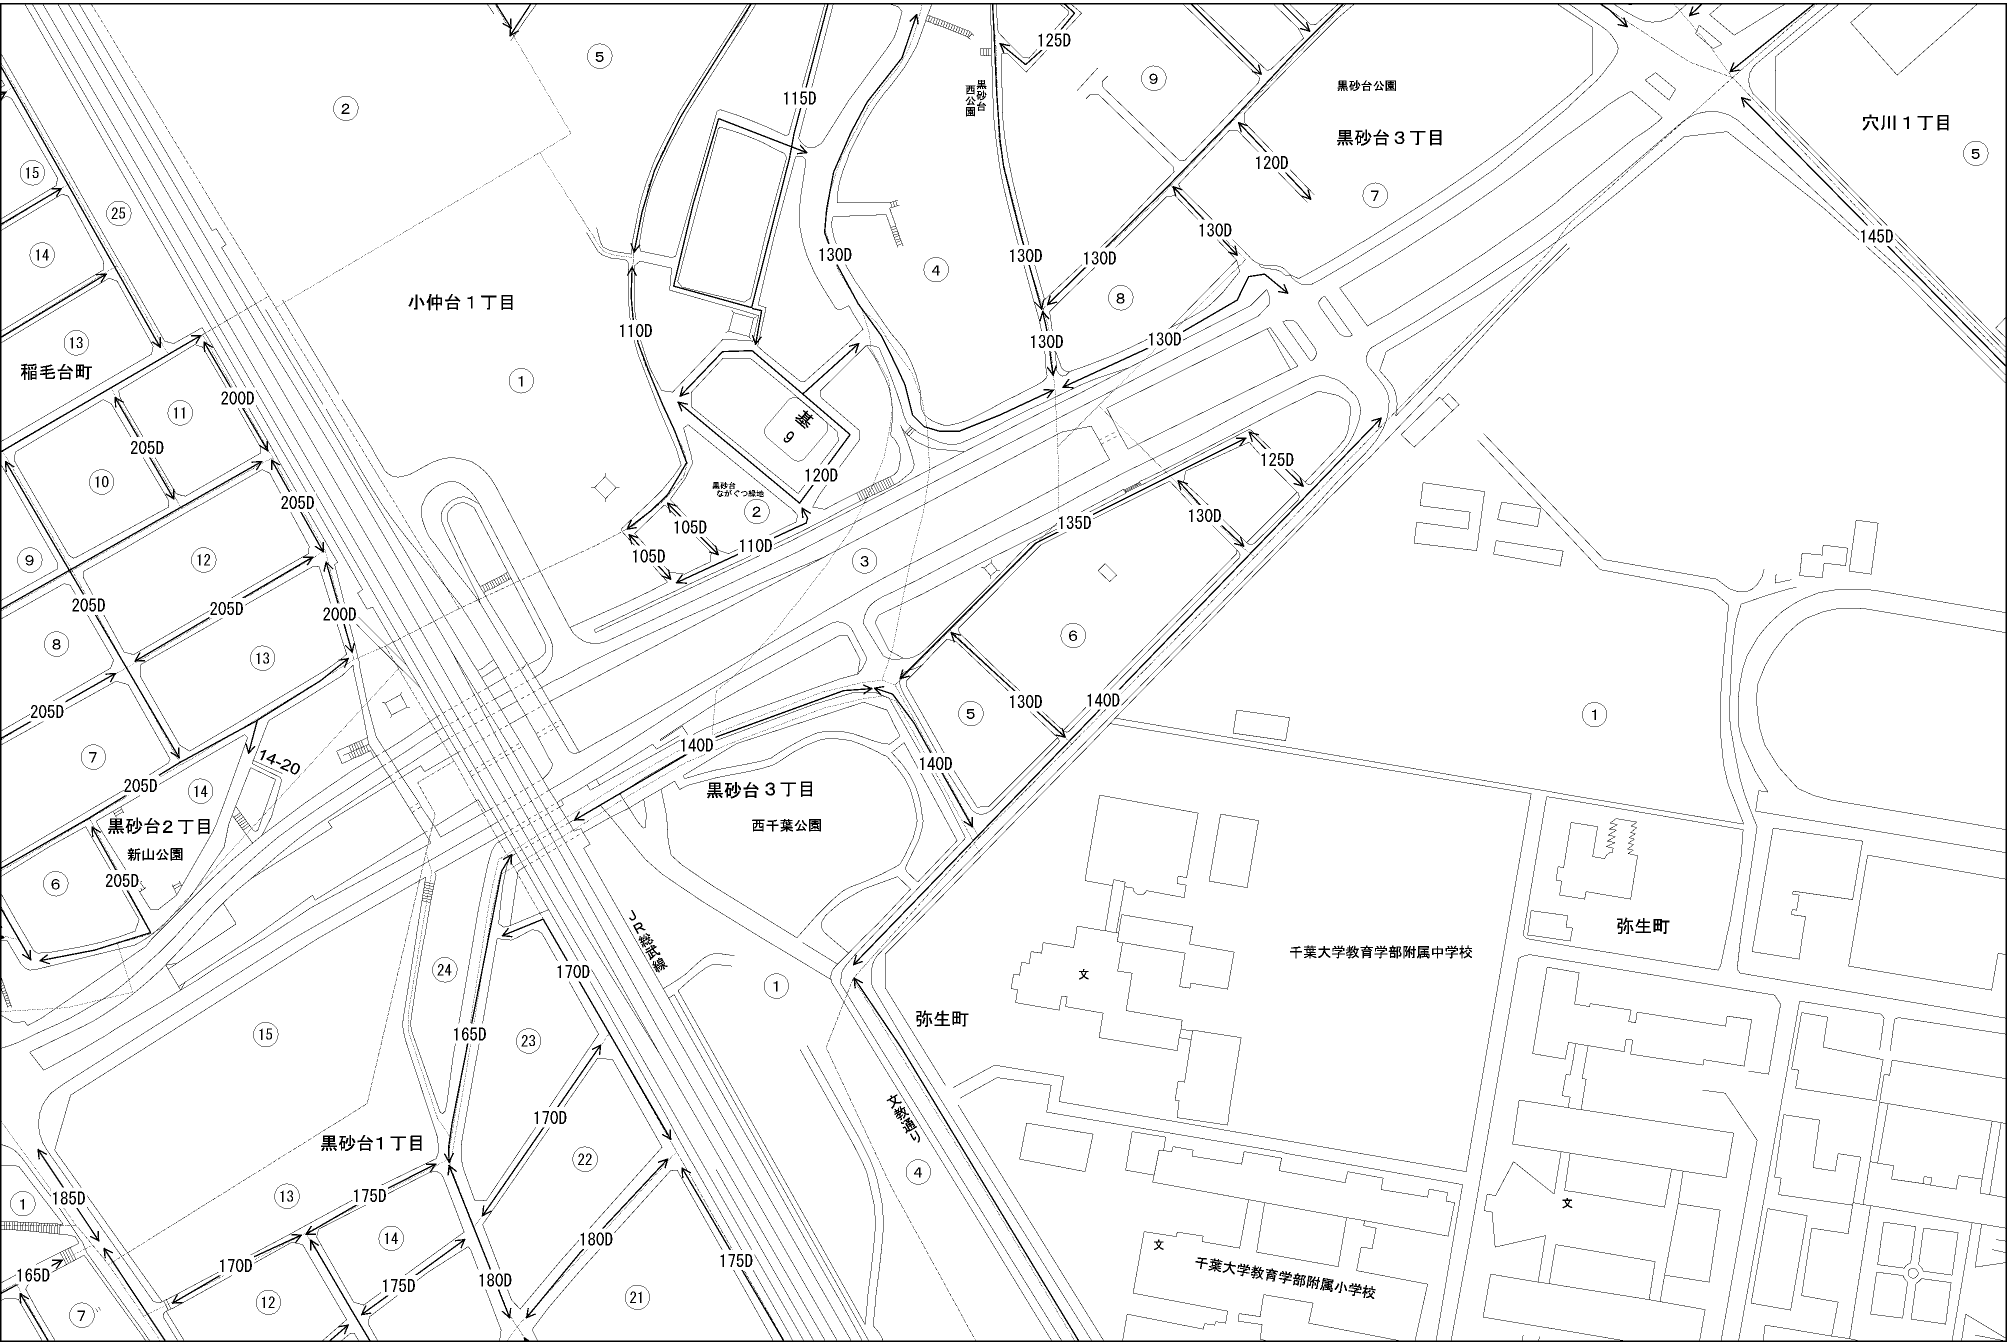 5
125D
9
黒砂台
西公園
黒砂台公園
2
115D
穴川１丁目
黒砂台３丁目
5
120D
15
7
25
14
130D
145D
130D
130D
130D
4
8
小仲台１丁目
110D
130D
130D
13
稲毛台町
1
200D
11
基
9
205D
125D
10
120D
黒砂台
ながぐつ緑地
205D
2
130D
105D
135D
110D
105D
9
12
3
205D
205D
200D
6
8
13
130D
140D
205D
5
1
140D
7
14-20
140D
205D
14
黒砂台３丁目
黒砂台２丁目
西千葉公園
新山公園
6
205D
弥生町
JR総武線
千葉大学教育学部附属中学校
24
170D
文
1
弥生町
15
165D
23
文教通り
170D
黒砂台１丁目
22
4
185D
13
175D
1
文
14
180D
文
170D
165D
175D
180D
175D
千葉大学教育学部附属小学校
7
12
21